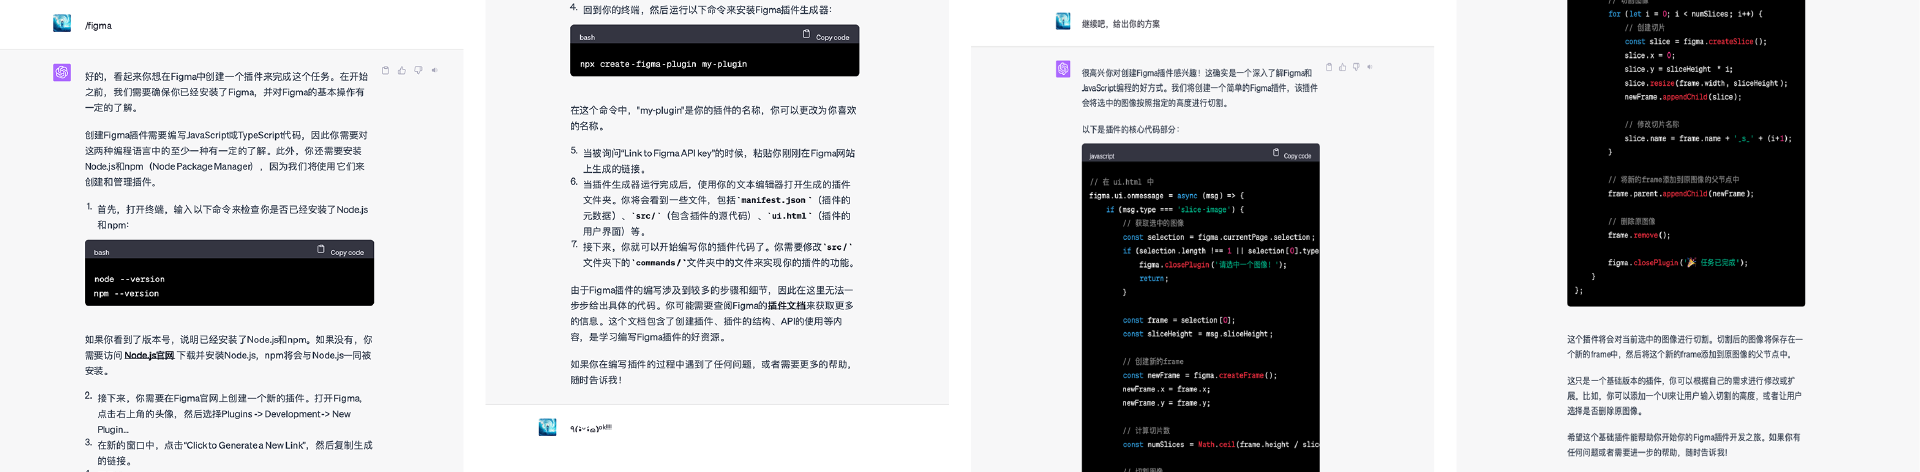 /figma
好的，看起来你想在Figma中创建一个插件来完成这个任务。在开始
之前，我们需要确保你已经安装了Figma，并对Figma的基本操作有
一定的了解。
创建Figma插件需要编写JavaScript或TypeScript代码，因此你需要对
这两种编程语言中的至少一种有一定的了解。此外，你还需要安装
Node.js和npm（Node Package Manager），因为我们将使用它们来
创建和管理插件。
1. 首先，打开终端，输入以下命令来检查你是否已经安装了Node.js
和npm：
bash
Copy code
node --version
npm --version
如果你看到了版本号，说明已经安装了Node.js和npm。如果没有，你
需要访问 Node.js官网 下载并安装Node.js，npm将会与Node.js一同被
安装。
2. 接下来，你需要在Figma官网上创建一个新的插件。打开Figma，
点击右上角的头像，然后选择Plugins -> Development -> New
Plugin...
3. 在新的窗口中，点击“Click to Generate a New Link”，然后复制生成
的链接。
4. 回到你的终端，然后运行以下命令来安装Figma插件生成器：
bash
Copy code
npx create-figma-plugin my-plugin
在这个命令中，"my-plugin"是你的插件的名称，你可以更改为你喜欢
的名称。
5. 当被询问“Link to Figma API key”的时候，粘贴你刚刚在Figma网站
上生成的链接。
6. 当插件生成器运行完成后，使用你的文本编辑器打开生成的插件
文件夹。你将会看到一些文件，包括`manifest.json`（插件的
元数据）、`src/`（包含插件的源代码）、`ui.html`（插件的
用户界面）等。
7. 接下来，你就可以开始编写你的插件代码了。你需要修改`src/`
文件夹下的`commands/`文件夹中的文件来实现你的插件的功能。
由于Figma插件的编写涉及到较多的步骤和细节，因此在这里无法一
步步给出具体的代码。你可能需要查阅Figma的插件文档来获取更多
的信息。这个文档包含了创建插件、插件的结构、API的使用等内
容，是学习编写Figma插件的好资源。
如果你在编写插件的过程中遇到了任何问题，或者需要更多的帮助，
随时告诉我！
ok!!!!
继续吧，给出你的方案
很高兴你对创建Figma插件感兴趣！这确实是一个深入了解Figma和
JavaScript编程的好方式。我们将创建一个简单的Figma插件，该插件
会将选中的图像按照指定的高度进行切割。
以下是插件的核心代码部分：
javascript
Copy code
// 在 ui.html 中
figma.ui.onmessage = async (msg) => {
if (msg.type === 'slice-image') {
// 获取选中的图像
const selection = figma.currentPage.selection;
if (selection.length !== 1 || selection[0].type
figma.closePlugin('请选中一个图像！');
return;
}
const frame = selection[0];
const sliceHeight = msg.sliceHeight;
// 创建新的frame
const newFrame = figma.createFrame();
newFrame.x = frame.x;
newFrame.y = frame.y;
// 计算切片数
const numSlices = Math.ceil(frame.height / slice
// 切割图像
for (let i = 0; i < numSlices; i++) {
// 创建切片
const slice = figma.createSlice();
slice.x = 0;
slice.y = sliceHeight * i;
slice.resize(frame.width, sliceHeight);
newFrame.appendChild(slice);
// 修改切片名称
slice.name = frame.name + '_s_' + (i+1);
}
// 将新的frame添加到原图像的父节点中
frame.parent.appendChild(newFrame);
// 删除原图像
frame.remove();
figma.closePlugin('🎉 任务已完成');
}
};
这个插件将会对当前选中的图像进行切割。切割后的图像将保存在一
个新的frame中，然后将这个新的frame添加到原图像的父节点中。
这只是一个基础版本的插件，你可以根据自己的需求进行修改或扩
展。比如，你可以添加一个UI来让用户输入切割的高度，或者让用户
选择是否删除原图像。
希望这个基础插件能帮助你开始你的Figma插件开发之旅。如果你有
任何问题或者需要进一步的帮助，随时告诉我！